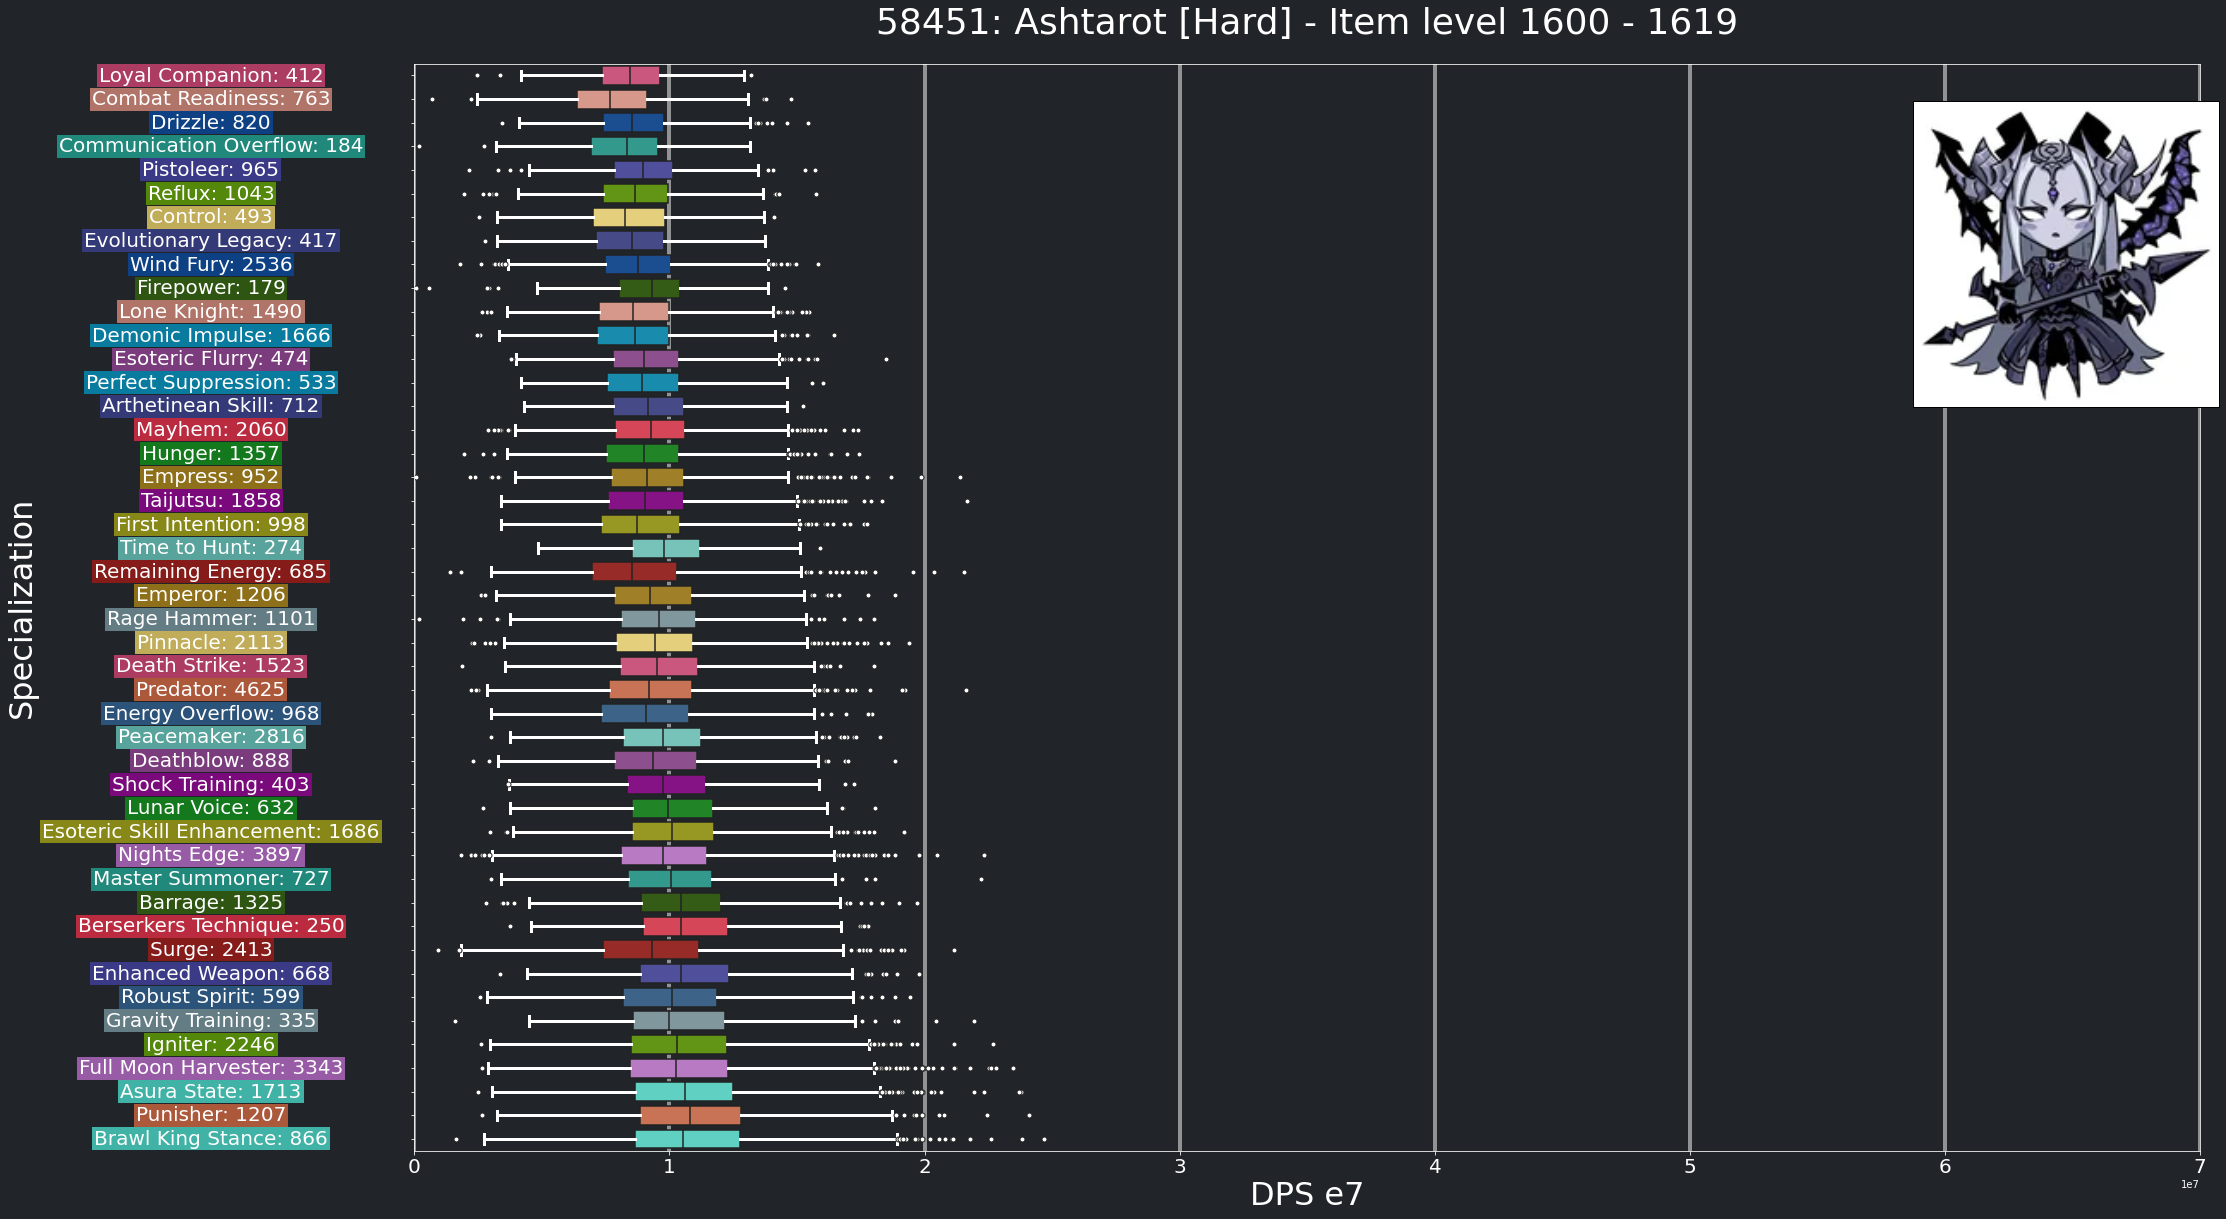 58451: Ashtarot [Hard] - Item level 1600 - 1619
Loyal Companion: 412
Combat Readiness: 763
Drizzle: 820
Communication Overflow: 184
Pistoleer: 965
Reflux: 1043
Control: 493
Evolutionary Legacy: 417
Wind Fury: 2536
Firepower: 179
Lone Knight: 1490
Demonic Impulse: 1666
Esoteric Flurry: 474
Perfect Suppression: 533
Arthetinean Skill: 712
Mayhem: 2060
Hunger: 1357
Empress: 952
Taijutsu: 1858
First Intention: 998
Time to Hunt: 274
Remaining Energy: 685
Emperor: 1206
Rage Hammer: 1101
Pinnacle: 2113
Death Strike: 1523
Predator: 4625
Energy Overflow: 968
Peacemaker: 2816
Deathblow: 888
Shock Training: 403
Lunar Voice: 632
Esoteric Skill Enhancement: 1686
Nights Edge: 3897
Master Summoner: 727
Barrage: 1325
Berserkers Technique: 250
Surge: 2413
Enhanced Weapon: 668
Robust Spirit: 599
Gravity Training: 335
Igniter: 2246
Full Moon Harvester: 3343
Asura State: 1713
Punisher: 1207
Brawl King Stance: 866
Specialization
0 1 2 3 4 5 6 7
1e7
DPS e7